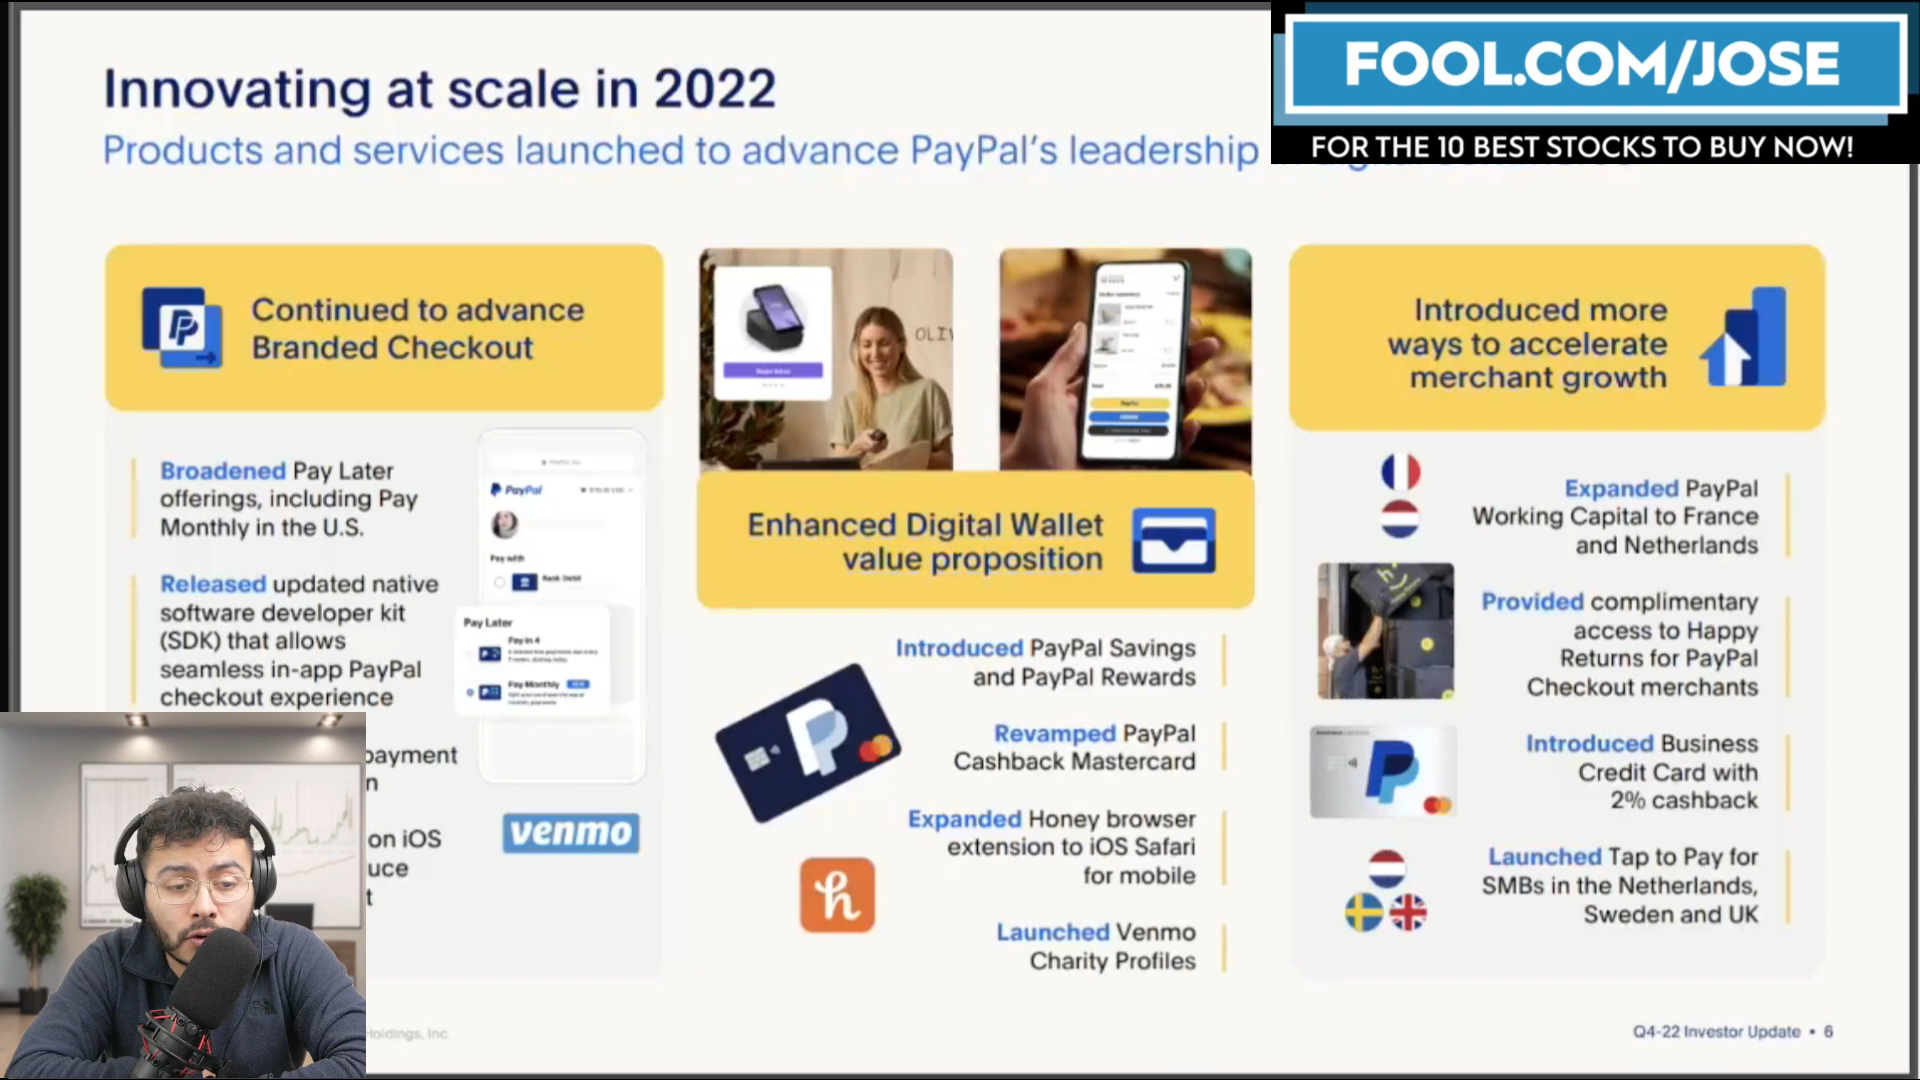 FOOL.COM/JOSE
FOR THE 10 BEST STOCKS TO BUY NOW!
Innovating at scale in 2022
Products and services launched to advance PayPal's leadership
Continued to advance
Branded Checkout
Broadened Pay Later
offerings, including Pay
Monthly in the U.S.
Released updated native
software developer kit
(SDK) that allows
seamless in-app PayPal
checkout experience
payment
n
on iOS
uce
t
PayPal
Pay with
Bank Debit
Pay Later
Pay in 4
Pay Monthly
venmo
OLIV
Enhanced Digital Wallet
value proposition
Introduced PayPal Savings
and PayPal Rewards
Revamped PayPal
Cashback Mastercard
Expanded Honey browser
extension to iOS Safari
for mobile
h
Launched Venmo
Charity Profiles
Introduced more
ways to accelerate
merchant growth
Expanded PayPal
Working Capital to France
and Netherlands
Provided complimentary
access to Happy
Returns for PayPal
Checkout merchants
Introduced Business
Credit Card with
2% cashback
Launched Tap to Pay for
SMBs in the Netherlands,
Sweden and UK
Holdings, Inc.
Q4-22 Investor Update • 6